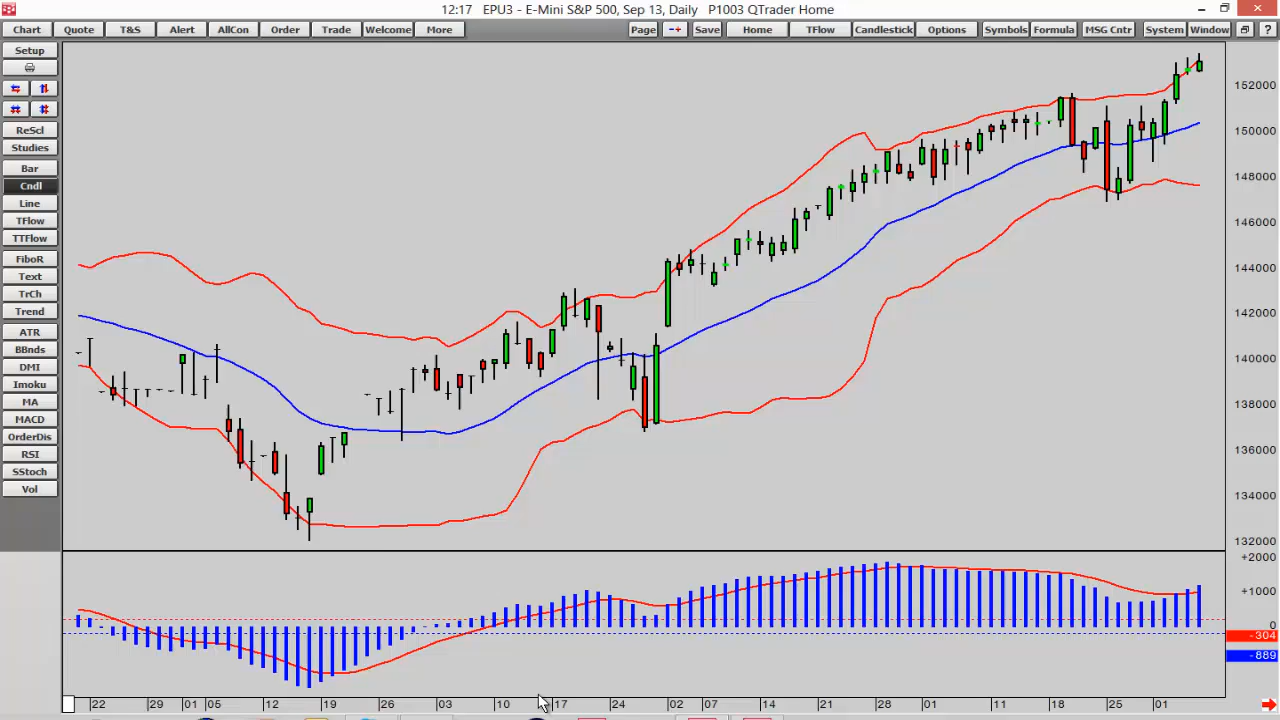 12:17 EPU3 - E-Mini S&P 500, Sep 13, Daily P1003 QTrader Home
Chart Quote T&S Alert AllCon Order Trade Welcome More Page -+ Save Home TFlow Candlestick Options Symbols Formula MSG Cntr System Window ?
Setup
ReScl
Studies
Bar
Cndl
Line
TFlow
TTFlow
FiboR
Text
TrCh
Trend
ATR
BBnds
DMI
Imoku
MA
MACD
OrderDis
RSI
SStoch
Vol
152000
150000
148000
146000
144000
142000
140000
138000
136000
134000
132000
+2000
+1000
0
-304
-889
22 29 01 05 12 19 26 03 10 17 24 02 07 14 21 28 01 11 18 25 01